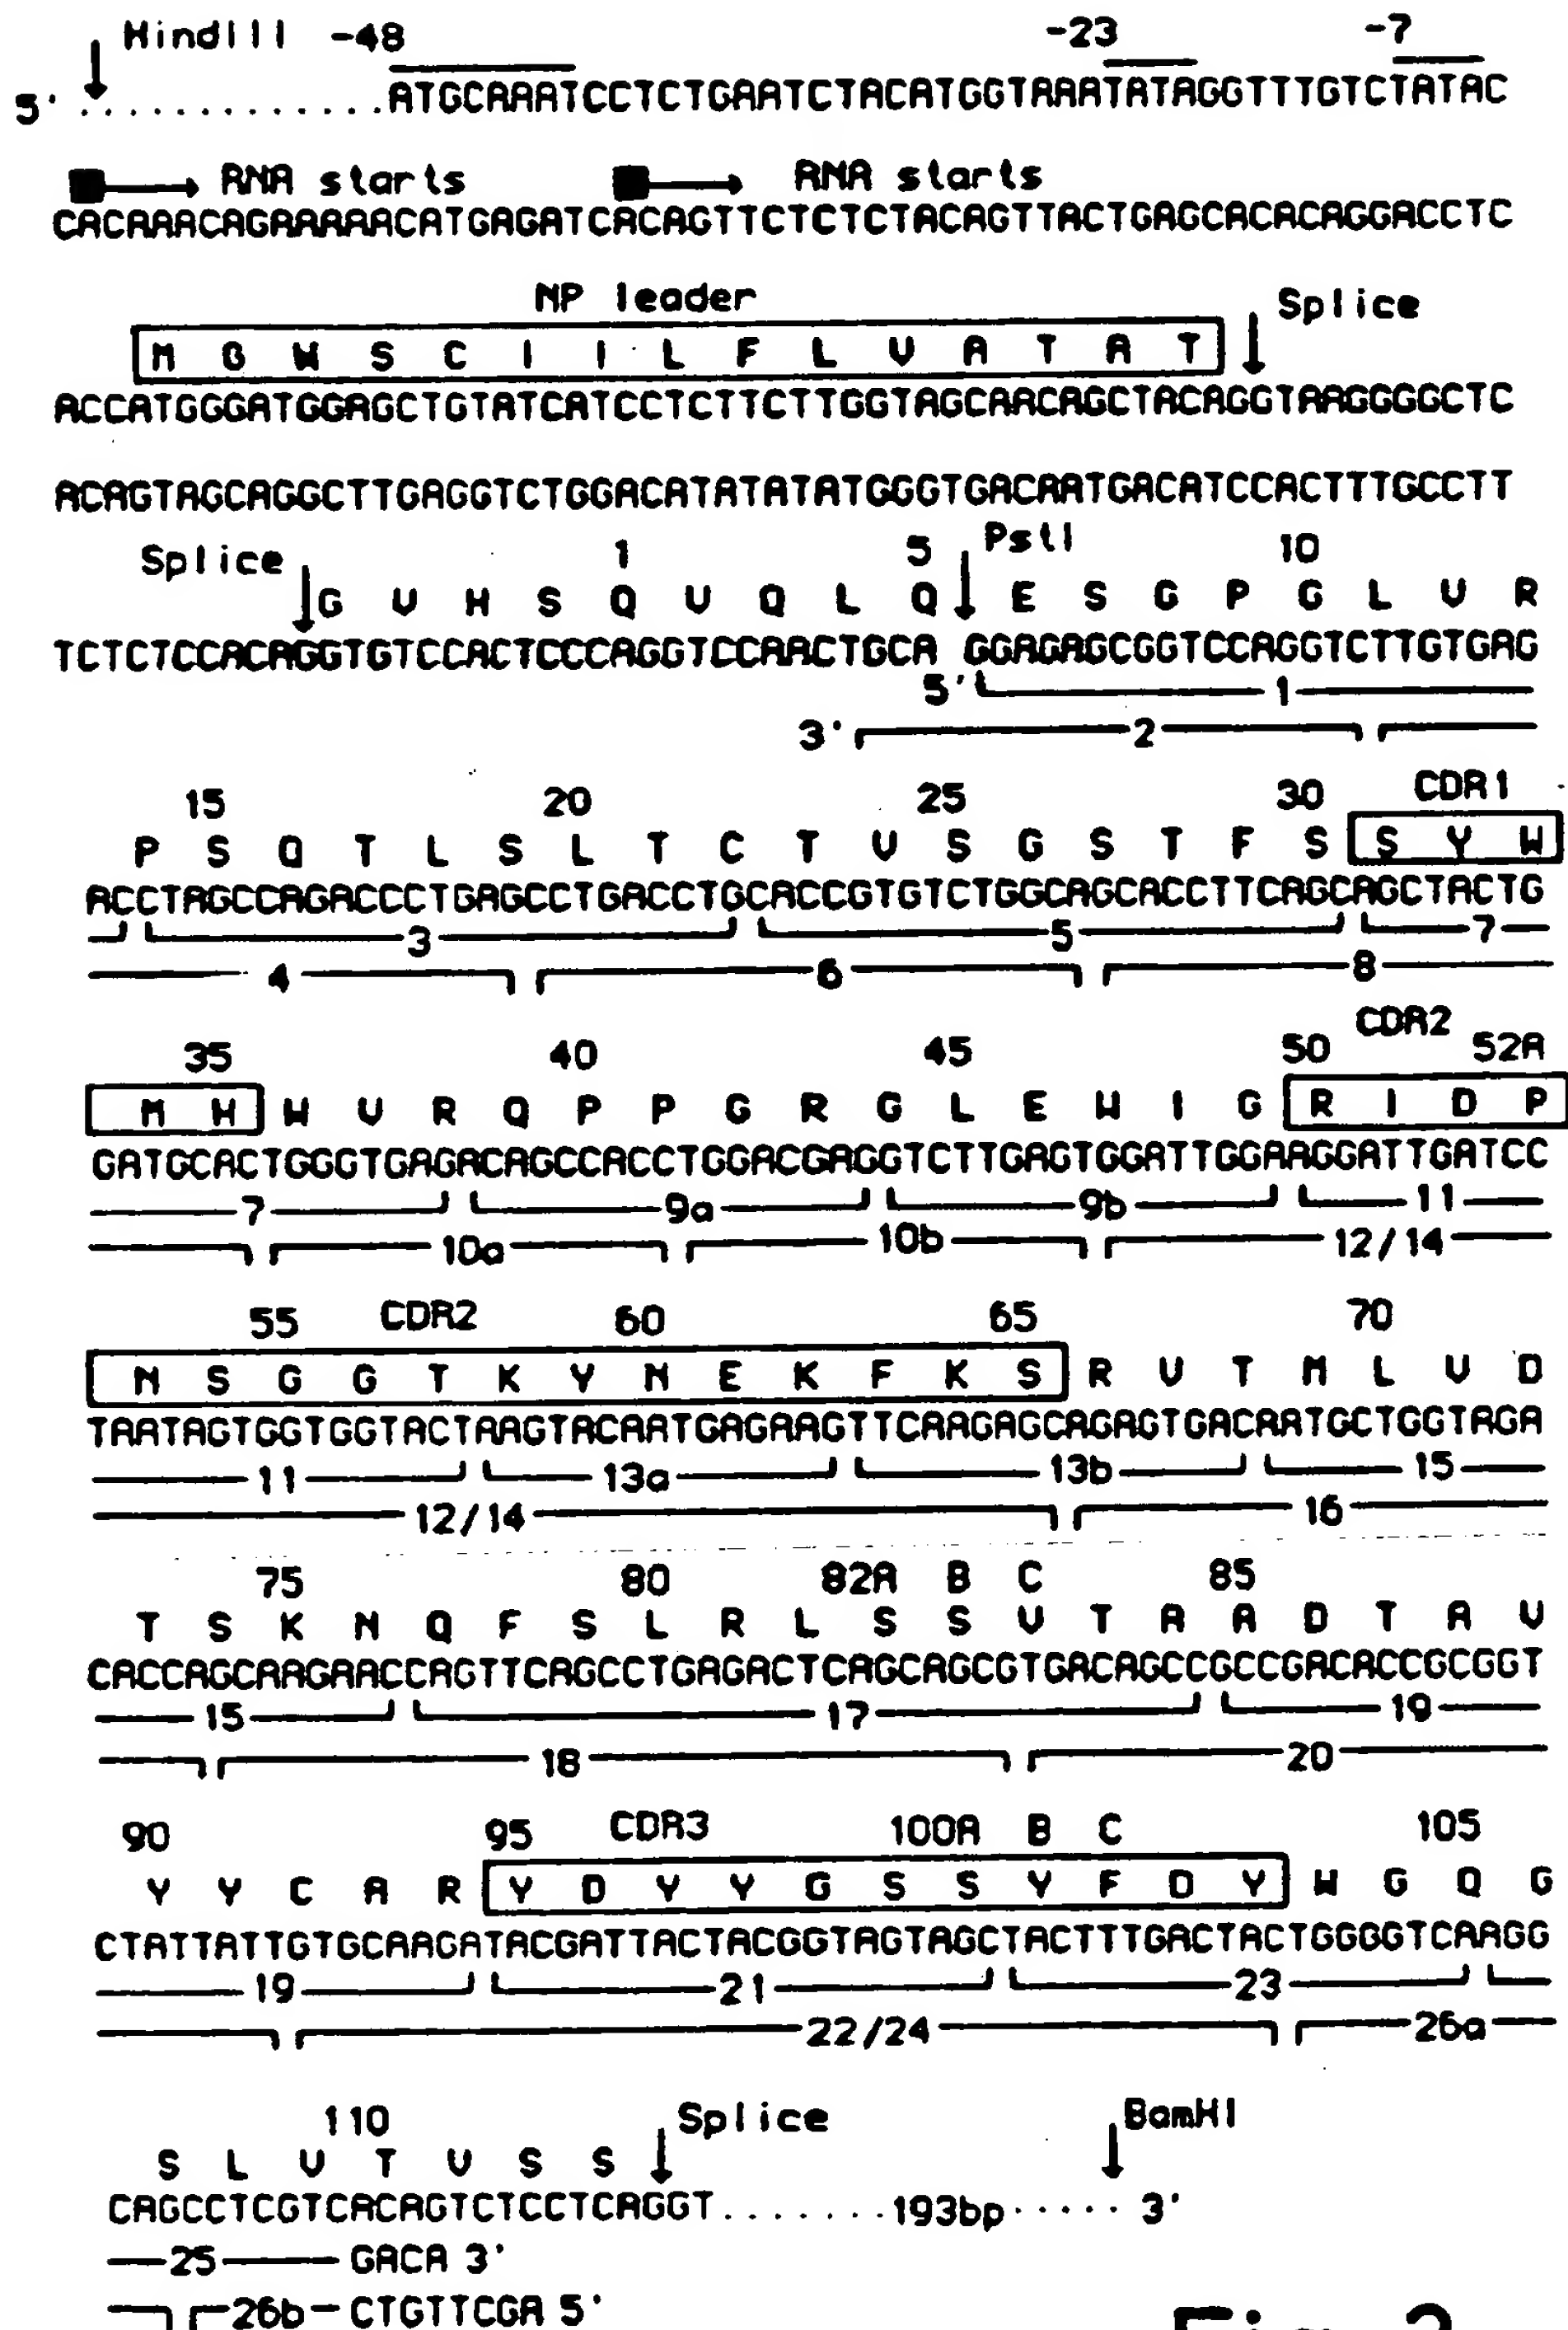 HindIII -48 -23 -7
5' .............ATGCAAATCCTCTGAATCTACATGGTAAATATAGGTTTGTCTATAC
RNA starts RNA starts
CACAAACAGAAAAACATGAGATCACAGTTCTCTCTACAGTTACTGAGCACACAGGACCTC
NP leader Splice
M G W S C I I L F L V A T A T
ACCATGGGATGGAGCTGTATCATCCTCTTCTTGGTAGCAACAGCTACAGGTAAGGGGCTC
ACAGTAGCAGGCTTGAGGTCTGGACATATATATGGGTGACAATGACATCCACTTTGCCTT
Splice 1 5 PstI 10
G V H S Q V Q L Q E S G P G L V R
TCTCTCCACAGGTGTCCACTCCCAGGTCCAACTGCA GGAGAGCGGTCCAGGTCTTGTGAG
5' 1
3' 2
15 20 25 30 CDR1
P S Q T L S L T C T V S G S T F S S Y W
ACCTAGCCAGACCCTGAGCCTGACCTGCACCGTGTCTGGCAGCACCTTCAGCAGCTACTG
3 5 7
4 6 8
35 40 45 50 CDR2 52A
M H W V R Q P P G R G L E W I G R I D P
GATGCACTGGGTGAGACAGCCACCTGGACGAGGTCTTGAGTGGATTGGAAGGATTGATCC
7 9a 9b 11
10a 10b 12/14
55 CDR2 60 65 70
N S G G T K Y N E K F K S R V T M L V D
TAATAGTGGTGGTACTAAGTACAATGAGAAGTTCAAGAGCAGAGTGACAATGCTGGTAGA
11 13a 13b 15
12/14 16
75 80 82A B C 85
T S K N Q F S L R L S S V T A A D T A V
CACCAGCAAGAACCAGTTCAGCCTGAGACTCAGCAGCGTGACAGCCGCCGACACCGCGGT
15 17 19
18 20
90 95 CDR3 100A B C 105
Y Y C A R Y D Y Y G S S Y F D Y W G Q G
CTATTATTGTGCAAGATACGATTACTACGGTAGTAGCTACTTTGACTACTGGGGTCAAGG
19 21 23
22/24 26a
110 Splice BamHI
S L V T V S S
CAGCCTCGTCACAGTCTCCTCAGGT.......193bp..... 3'
25 GACA 3'
26b CTGTTCGA 5'